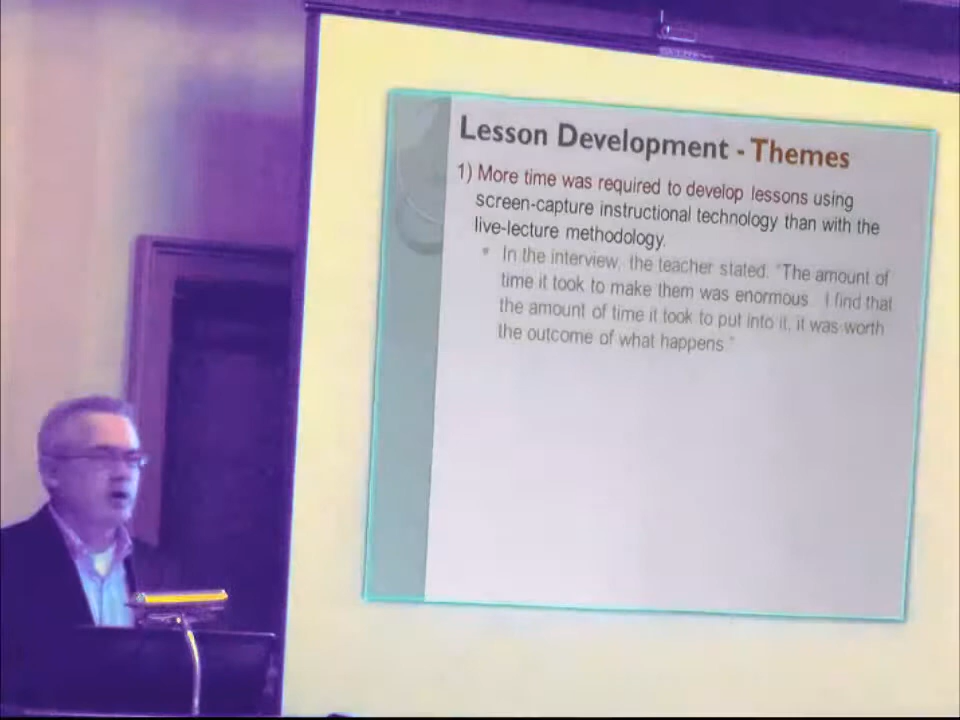 Lesson Development - Themes
1) More time was required to develop lessons using
screen-capture instructional technology than with the
live-lecture methodology.
* In the interview, the teacher stated, "The amount of
time it took to make them was enormous. I find that
the amount of time it took to put into it, it was worth
the outcome of what happens."